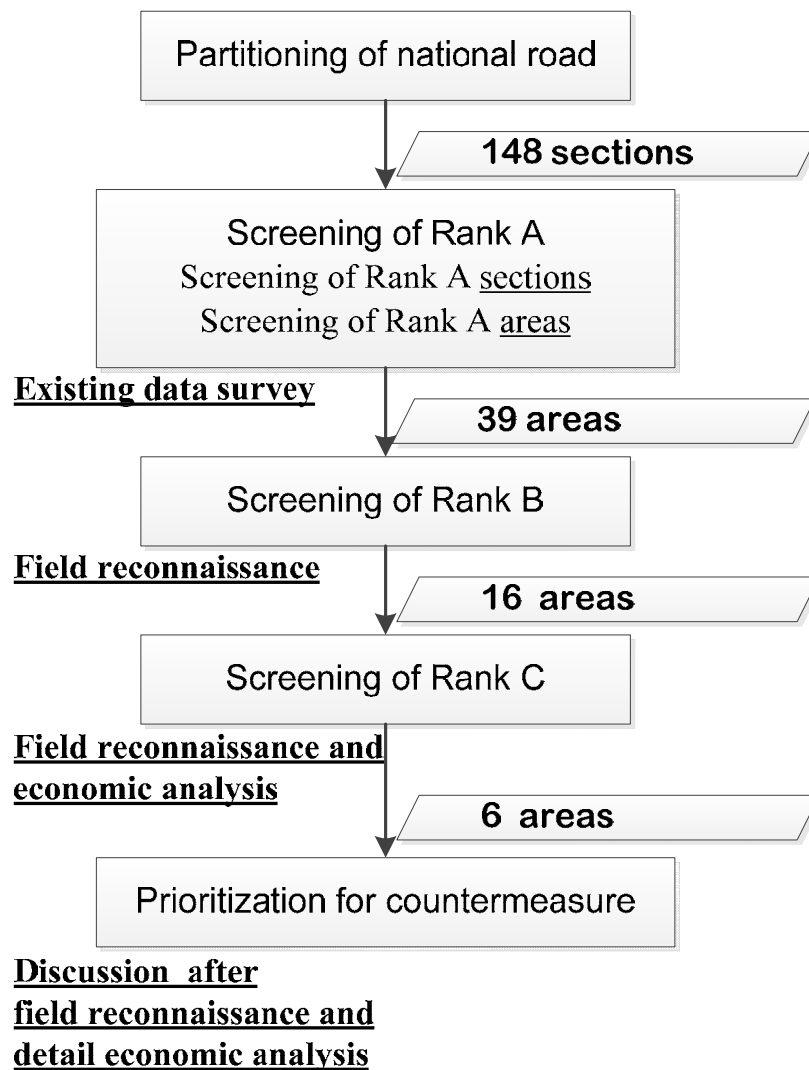 Partitioning of national road
148 sections
Screening of Rank A
Screening of Rank A sections
Screening of Rank A areas
Existing data survey
39 areas
Screening of Rank B
Field reconnaissance
16 areas
Screening of Rank C
Field reconnaissance and
economic analysis
6 areas
Prioritization for countermeasure
Discussion after
field reconnaissance and
detail economic analysis